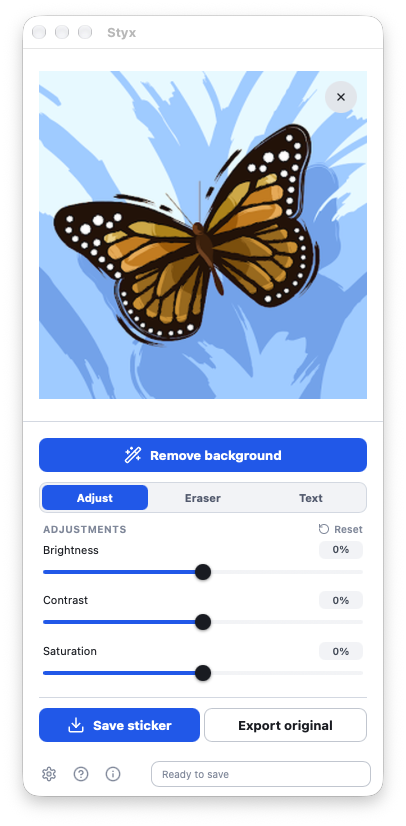 Styx
Remove background
Adjust Eraser Text
ADJUSTMENTS Reset
Brightness 0%
Contrast 0%
Saturation 0%
Save sticker Export original
Ready to save